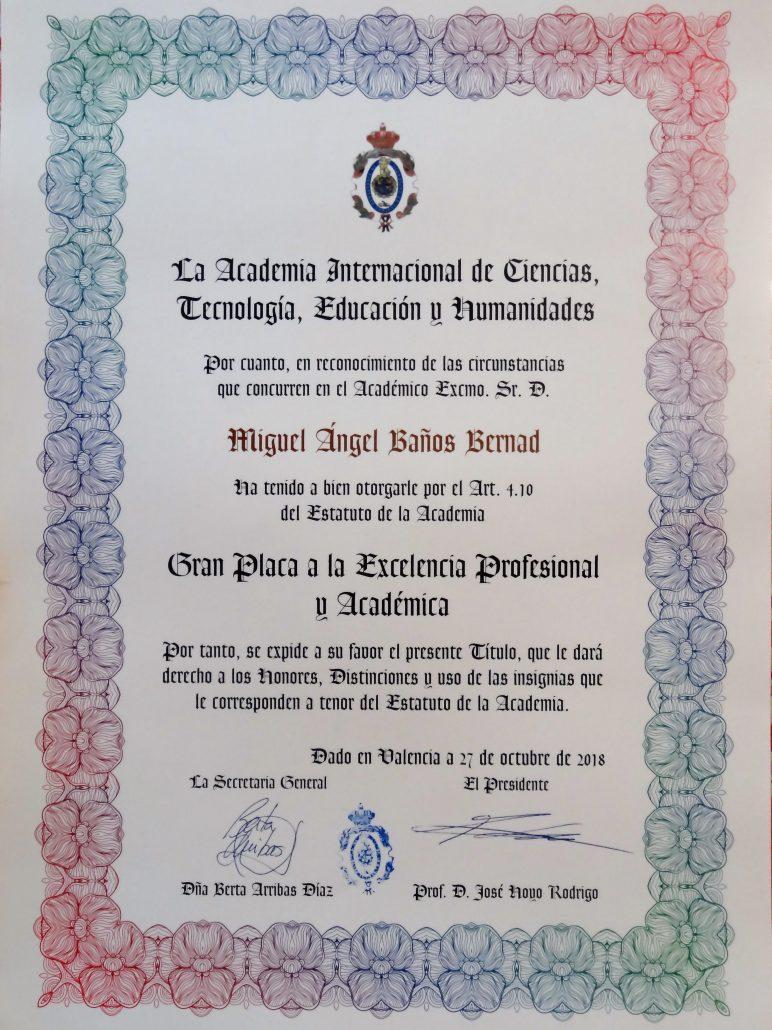 La Academia Internacional de Ciencias,
Tecnología, Educación y Humanidades
Por cuanto, en reconocimiento de las circunstancias
que concurren en el Académico Excmo. Sr. D.
Miguel Ángel Baños Bernad
Ha tenido a bien otorgarle por el Art. 4.10
del Estatuto de la Academia
Gran Placa a la Excelencia Profesional
y Académica
Por tanto, se expide a su favor el presente Título, que le dará
derecho a los Honores, Distinciones y uso de las insignias que
le corresponden a tenor del Estatuto de la Academia.
Dado en Valencia a 27 de octubre de 2018
La Secretaria General El Presidente
Berta
Dña Berta Arribas Díaz Prof. D. José Hoyo Rodrigo